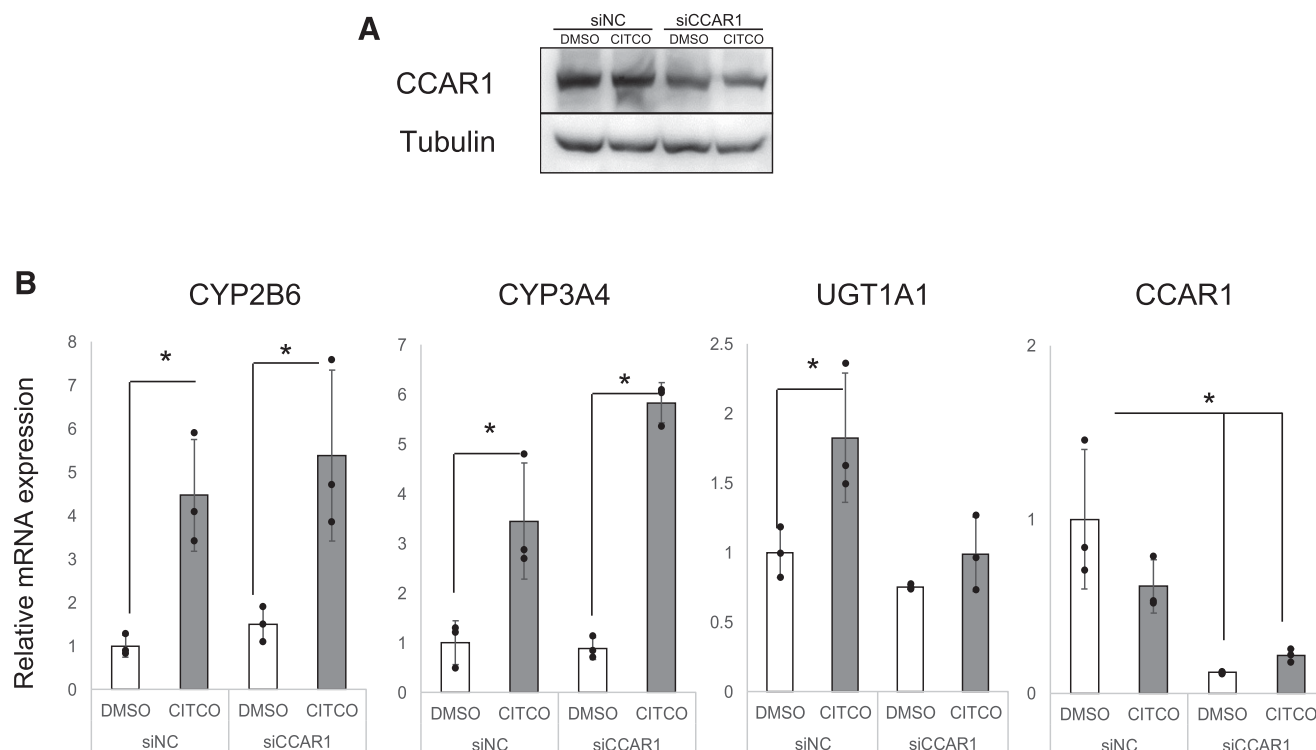 A
siNC siCCAR1
DMSO CITCO DMSO CITCO
CCAR1
Tubulin
B
CYP2B6 CYP3A4 UGT1A1 CCAR1
Relative mRNA expression
8
7
6
5
4
3
2
1
0
* *
DMSO CITCO DMSO CITCO
siNC siCCAR1
7
6
5
4
3
2
1
0
* *
DMSO CITCO DMSO CITCO
siNC siCCAR1
2.5
2
1.5
1
0.5
0
*
DMSO CITCO DMSO CITCO
siNC siCCAR1
2
1
0
*
DMSO CITCO DMSO CITCO
siNC siCCAR1